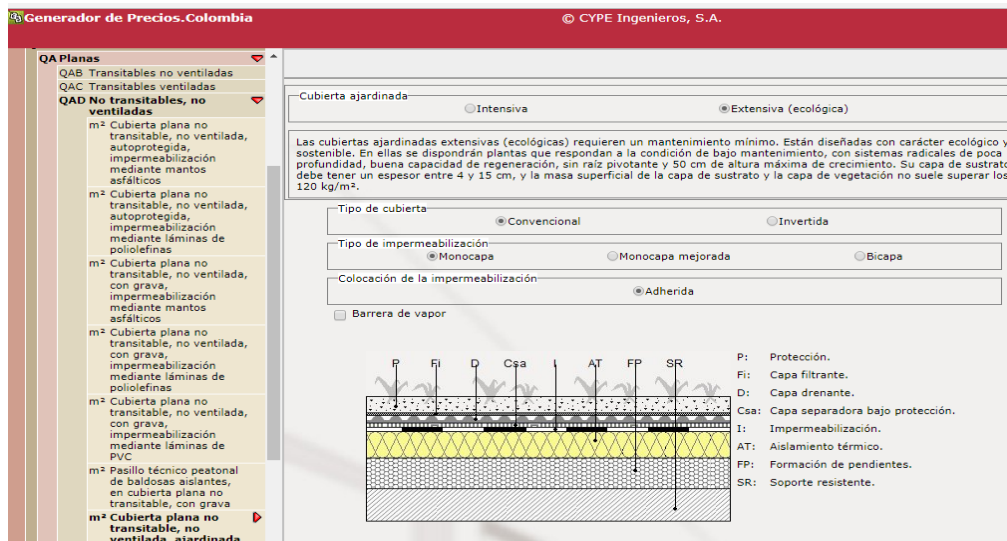 Generador de Precios.Colombia
© CYPE Ingenieros, S.A.
QA Planas
QAB Transitables no ventiladas
QAC Transitables ventiladas
QAD No transitables, no
ventiladas
m² Cubierta plana no
transitable, no ventilada,
autoprotegida,
impermeabilización
mediante mantos
asfálticos
m² Cubierta plana no
transitable, no ventilada,
autoprotegida,
impermeabilización
mediante láminas de
poliolefinas
m² Cubierta plana no
transitable, no ventilada,
con grava,
impermeabilización
mediante mantos
asfálticos
m² Cubierta plana no
transitable, no ventilada,
con grava,
impermeabilización
mediante láminas de
poliolefinas
m² Cubierta plana no
transitable, no ventilada,
con grava,
impermeabilización
mediante láminas de
PVC
m² Pasillo técnico peatonal
de baldosas aislantes,
en cubierta plana no
transitable, con grava
m² Cubierta plana no
transitable, no
ventilada, ajardinada
Cubierta ajardinada
Intensiva
Extensiva (ecológica)
Las cubiertas ajardinadas extensivas (ecológicas) requieren un mantenimiento mínimo. Están diseñadas con carácter ecológico y
sostenible. En ellas se dispondrán plantas que respondan a la condición de bajo mantenimiento, con sistemas radicales de poca
profundidad, buena capacidad de regeneración, sin raíz pivotante y 50 cm de altura máxima de crecimiento. Su capa de sustrato
debe tener un espesor entre 4 y 15 cm, y la masa superficial de la capa de sustrato y la capa de vegetación no suele superar los
120 kg/m².
Tipo de cubierta
Convencional
Invertida
Tipo de impermeabilización
Monocapa
Monocapa mejorada
Bicapa
Colocación de la impermeabilización
Adherida
Barrera de vapor
P Fi D Csa I AT FP SR
P: Protección.
Fi: Capa filtrante.
D: Capa drenante.
Csa: Capa separadora bajo protección.
I: Impermeabilización.
AT: Aislamiento térmico.
FP: Formación de pendientes.
SR: Soporte resistente.